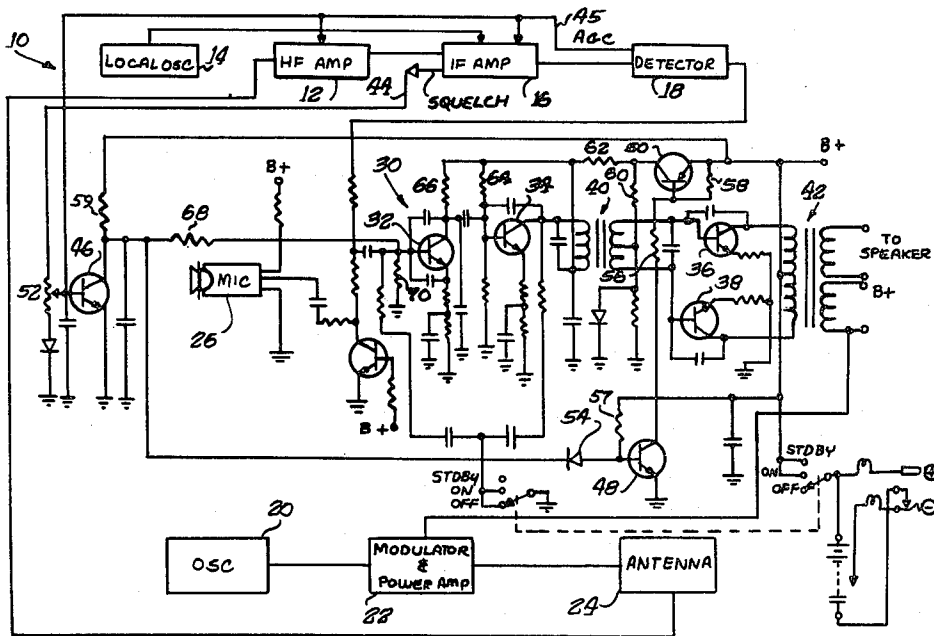 45
AGC
10
LOCAL OSC
14
HF AMP
12
IF AMP
16
DETECTOR
18
44
SQUELCH
B+
62
60
B+
59
30
66
64
40
58
42
68
32
34
46
52
MIC
26
70
56
36
38
TO
SPEAKER
B+
B+
57
54
48
STDBY
ON
OFF
STDBY
ON
OFF
+
-
20
OSC
MODULATOR
&
POWER AMP
22
ANTENNA
24